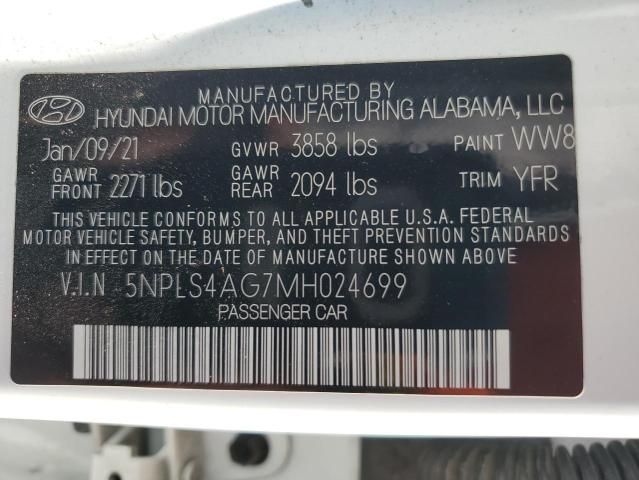 MANUFACTURED BY
HYUNDAI MOTOR MANUFACTURING ALABAMA, LLC
Jan/09/21 GVWR 3858 lbs PAINT WW8
GAWR FRONT 2271 lbs GAWR REAR 2094 lbs TRIM YFR
THIS VEHICLE CONFORMS TO ALL APPLICABLE U.S.A. FEDERAL
MOTOR VEHICLE SAFETY, BUMPER, AND THEFT PREVENTION
STANDARDS IN EFFECT ON THE DATE OF MANUFACTURE SHOWN ABOVE
V.I.N 5NPLS4AG7MH024699
PASSENGER CAR